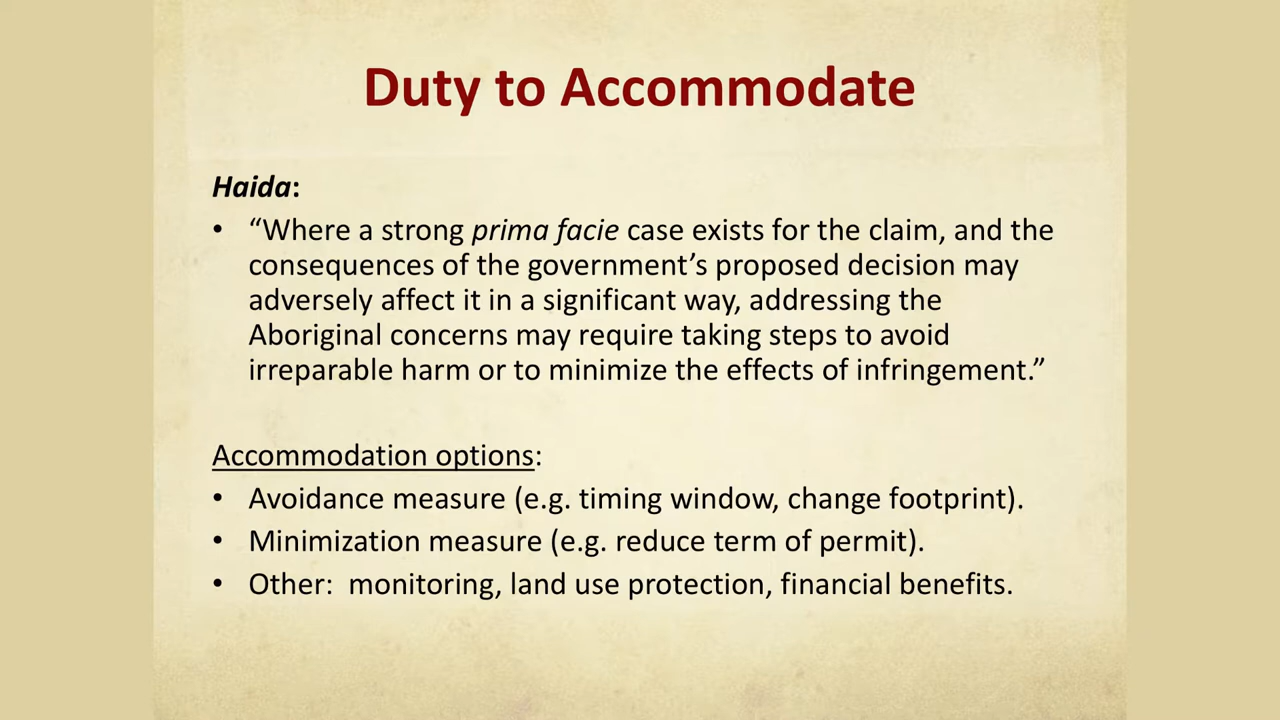 Duty to Accommodate
Haida:
• “Where a strong prima facie case exists for the claim, and the
consequences of the government’s proposed decision may
adversely affect it in a significant way, addressing the
Aboriginal concerns may require taking steps to avoid
irreparable harm or to minimize the effects of infringement.”
Accommodation options:
• Avoidance measure (e.g. timing window, change footprint).
• Minimization measure (e.g. reduce term of permit).
• Other:  monitoring, land use protection, financial benefits.